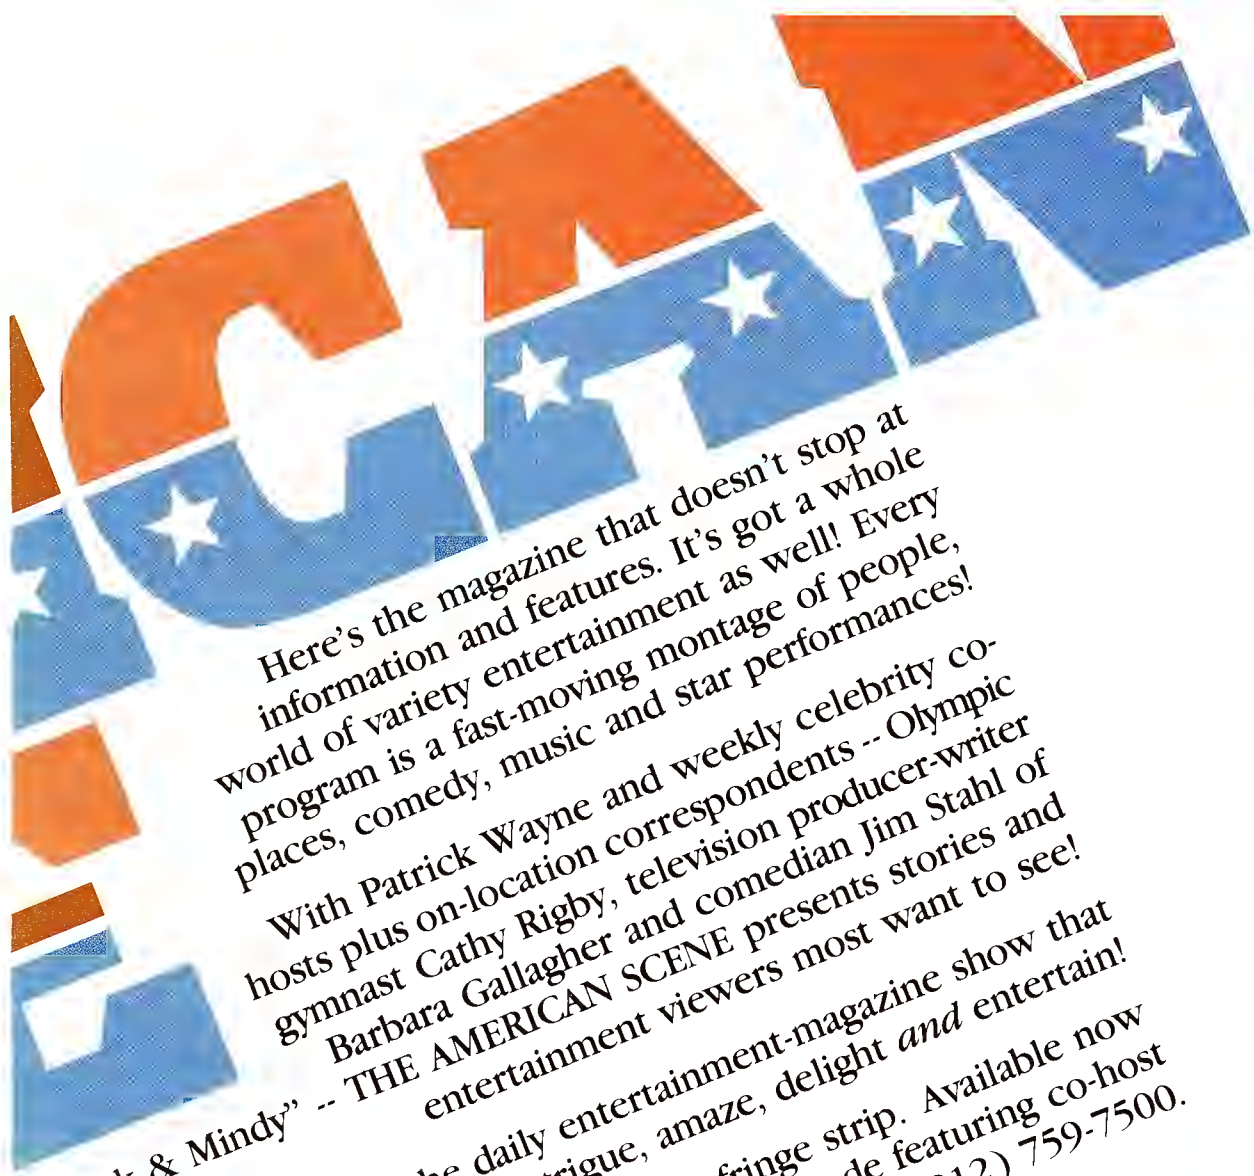 CAN
Here's the magazine that doesn't stop at
information and features. It's got a whole
world of variety entertainment as well! Every
program is a fast-moving montage of people,
places, comedy, music and star performances!
With Patrick Wayne and weekly celebrity co-
hosts plus on-location correspondents -- Olympic
gymnast Cathy Rigby, television producer-writer
Barbara Gallagher and comedian Jim Stahl of
& Mindy” -- THE AMERICAN SCENE presents stories and
entertainment viewers most want to see!
daily entertainment-magazine show that
amaze, delight and entertain!
fringe strip. Available now
featuring co-host
759-7500.